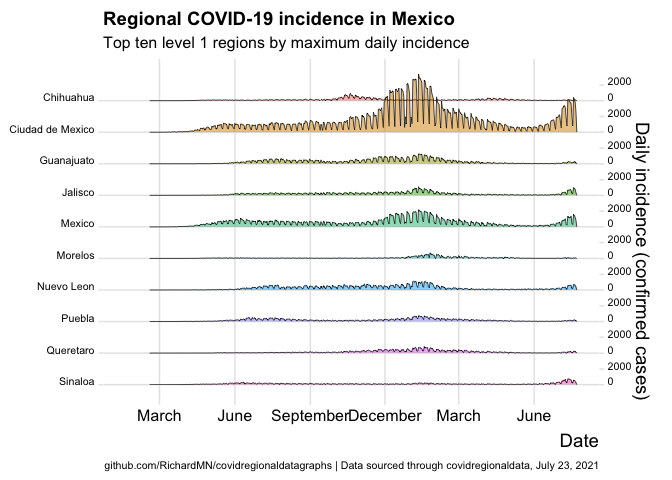 Regional COVID-19 incidence in Mexico
Top ten level 1 regions by maximum daily incidence
2000
Chihuahua 0
2000
Ciudad de Mexico 0
2000
Guanajuato 0
2000
Jalisco 0
2000
Mexico 0
2000
Morelos 0
2000
Nuevo Leon 0
2000
Puebla 0
2000
Queretaro 0
2000
Sinaloa 0
Daily incidence (confirmed cases)
March June September December March June
Date
github.com/RichardMN/covidregionaldatagraphs | Data sourced through covidregionaldata, July 23, 2021